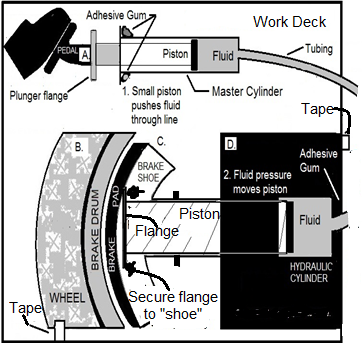 Adhesive Gum
Work Deck
PEDAL
A.
Piston
Fluid
Tubing
Plunger flange
1. Small piston
pushes fluid
through line
Master Cylinder
Tape
B.
C.
D.
BRAKE
SHOE
2. Fluid pressure
moves piston
Adhesive
Gum
BRAKE DRUM
BRAKE PAD
Piston
Flange
Fluid
HYDRAULIC
CYLINDER
WHEEL
Tape
Secure flange
to "shoe"